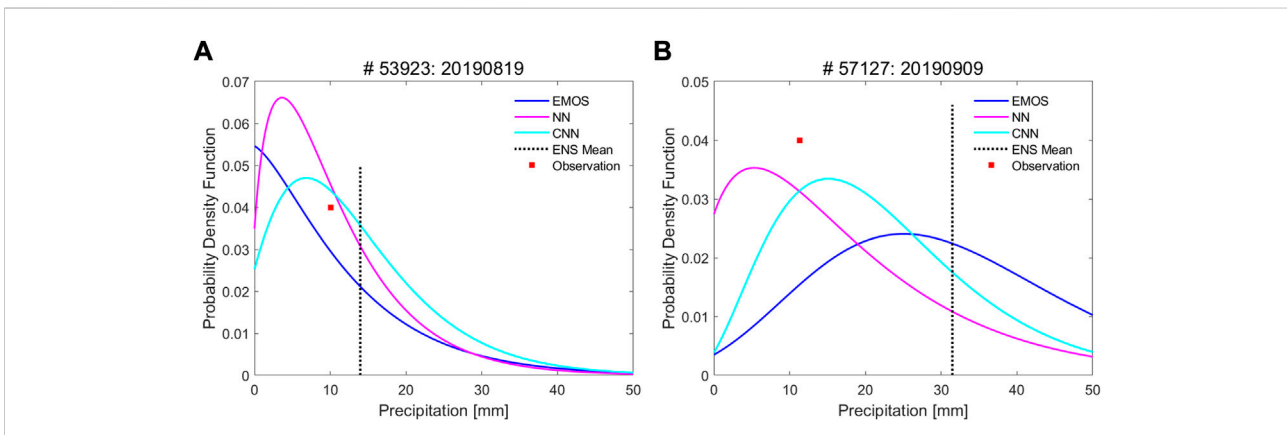 A
# 53923: 20190819
Probability Density Function
0.07
0.06
0.05
0.04
0.03
0.02
0.01
0
0
10
20
30
40
50
Precipitation [mm]
EMOS
NN
CNN
ENS Mean
Observation
B
# 57127: 20190909
Probability Density Function
0.05
0.04
0.03
0.02
0.01
0
0
10
20
30
40
50
Precipitation [mm]
EMOS
NN
CNN
ENS Mean
Observation